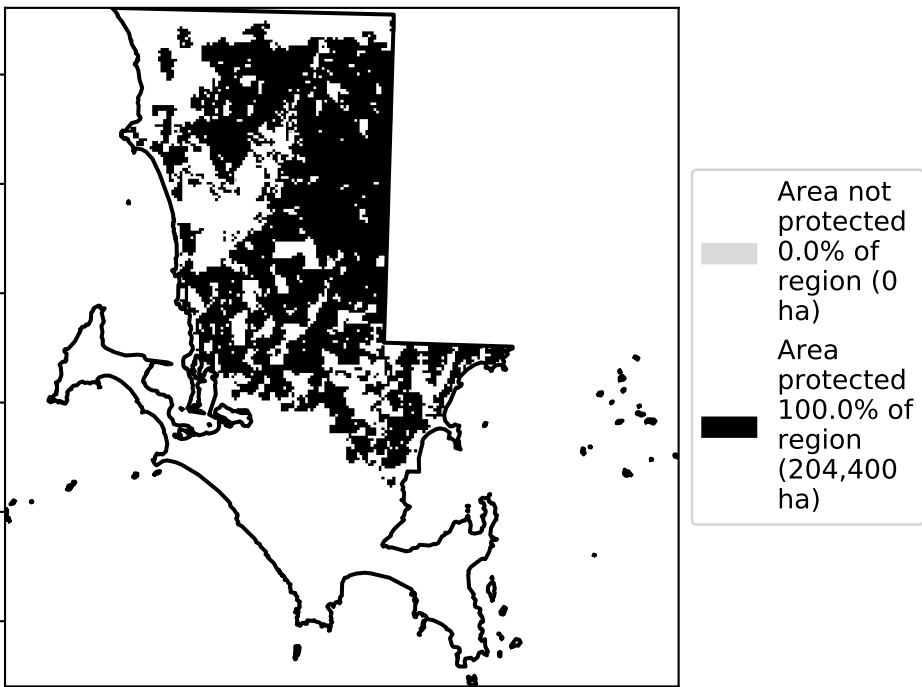 Area not
protected
0.0% of
region (0
ha)
Area
protected
100.0% of
region
(204,400
ha)